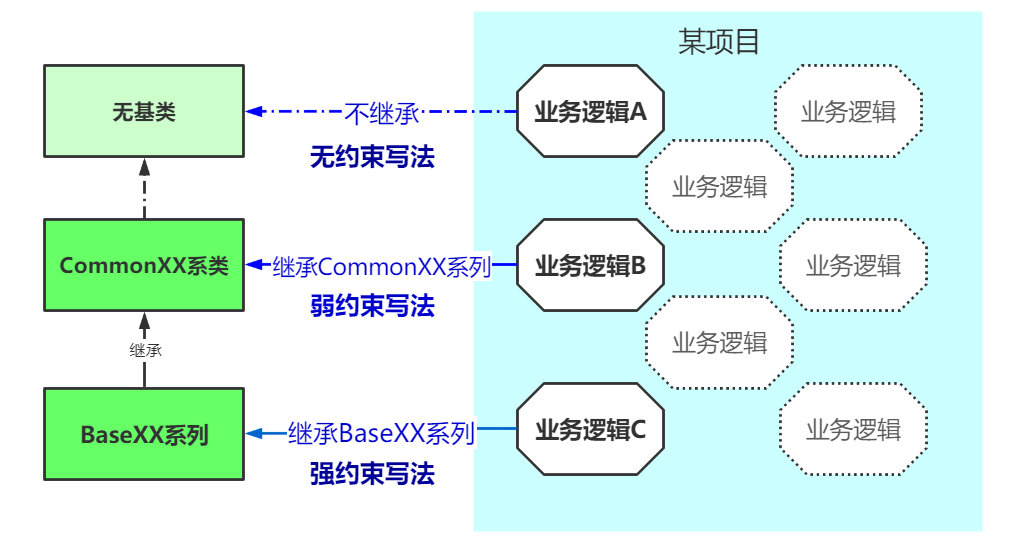 某项目
无基类
不继承
业务逻辑A
业务逻辑
无约束写法
业务逻辑
CommonXX系类
继承CommonXX系列
业务逻辑B
业务逻辑
弱约束写法
继承
业务逻辑
BaseXX系列
继承BaseXX系列
业务逻辑C
业务逻辑
强约束写法